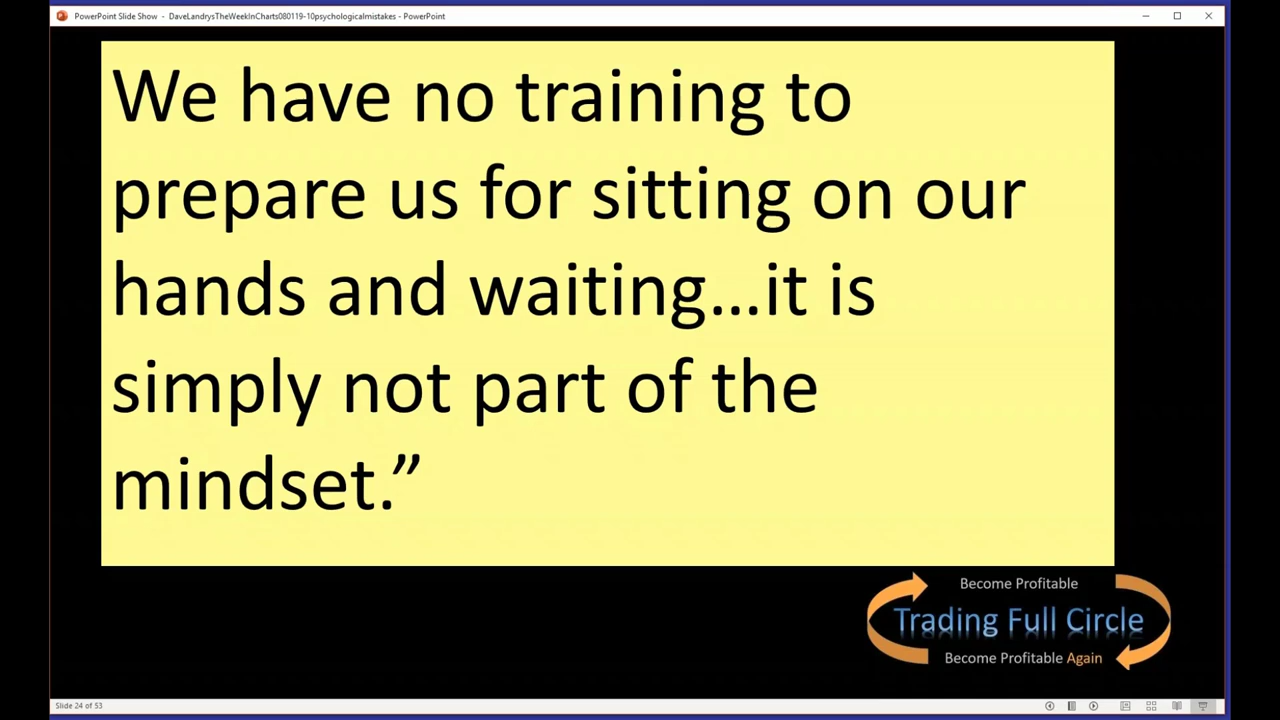 PowerPoint Slide Show - DaveLandrysTheWeekInCharts080119-10psychologicalmistakes - PowerPoint
We have no training to
prepare us for sitting on our
hands and waiting...it is
simply not part of the
mindset.”
Become Profitable
Trading Full Circle
Become Profitable Again
Slide 24 of 53